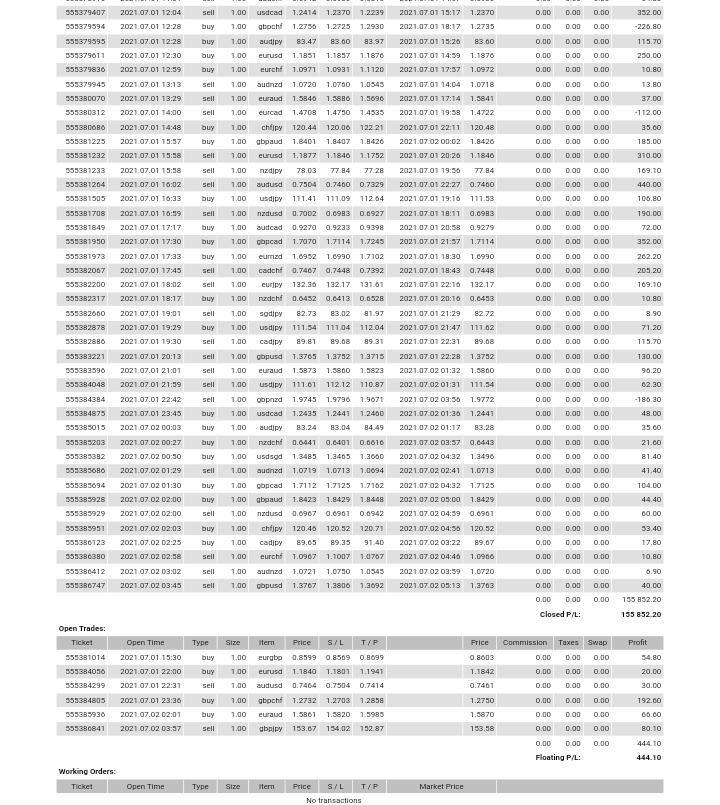 555379407 2021.07.01 12:04 sell 1.00 usdcad 1.2414 1.2370 1.2239 2021.07.01 15:17 1.2370 0.00 0.00 0.00 352.00
555379594 2021.07.01 12:28 buy 1.00 gbpchf 1.2756 1.2725 1.2930 2021.07.01 18:17 1.2735 0.00 0.00 0.00 -226.80
555379595 2021.07.01 12:28 buy 1.00 audjpy 83.47 83.60 83.97 2021.07.01 15:26 83.60 0.00 0.00 0.00 115.70
555379611 2021.07.01 12:30 buy 1.00 eurusd 1.1851 1.1857 1.1876 2021.07.01 14:59 1.1876 0.00 0.00 0.00 250.00
555379836 2021.07.01 12:59 buy 1.00 eurchf 1.0971 1.0931 1.1120 2021.07.01 17:57 1.0972 0.00 0.00 0.00 10.80
555379945 2021.07.01 13:13 sell 1.00 audnzd 1.0720 1.0760 1.0545 2021.07.01 14:04 1.0718 0.00 0.00 0.00 13.80
555380070 2021.07.01 13:29 sell 1.00 euraud 1.5846 1.5886 1.5696 2021.07.01 17:14 1.5841 0.00 0.00 0.00 37.00
555380312 2021.07.01 14:00 sell 1.00 eurcad 1.4708 1.4750 1.4535 2021.07.01 19:58 1.4722 0.00 0.00 0.00 -112.00
555380686 2021.07.01 14:48 buy 1.00 chfjpy 120.44 120.06 122.21 2021.07.01 22:11 120.48 0.00 0.00 0.00 35.60
555381225 2021.07.01 15:57 buy 1.00 gbpaud 1.8401 1.8407 1.8426 2021.07.02 00:02 1.8426 0.00 0.00 0.00 185.00
555381232 2021.07.01 15:58 sell 1.00 eurusd 1.1877 1.1846 1.1752 2021.07.01 20:26 1.1846 0.00 0.00 0.00 310.00
555381233 2021.07.01 15:58 sell 1.00 nzdjpy 78.03 77.84 77.28 2021.07.01 19:56 77.84 0.00 0.00 0.00 169.10
555381264 2021.07.01 16:02 sell 1.00 audusd 0.7504 0.7460 0.7329 2021.07.01 22:27 0.7460 0.00 0.00 0.00 440.00
555381505 2021.07.01 16:33 buy 1.00 usdjpy 111.41 111.09 112.64 2021.07.01 19:16 111.53 0.00 0.00 0.00 106.80
555381708 2021.07.01 16:59 sell 1.00 nzdusd 0.7002 0.6983 0.6927 2021.07.01 18:11 0.6983 0.00 0.00 0.00 190.00
555381849 2021.07.01 17:17 buy 1.00 audcad 0.9270 0.9233 0.9398 2021.07.01 20:58 0.9279 0.00 0.00 0.00 72.00
555381950 2021.07.01 17:30 buy 1.00 gbpcad 1.7070 1.7114 1.7245 2021.07.01 21:57 1.7114 0.00 0.00 0.00 352.00
555381973 2021.07.01 17:33 buy 1.00 eurnzd 1.6952 1.6990 1.7102 2021.07.01 18:30 1.6990 0.00 0.00 0.00 262.20
555382067 2021.07.01 17:45 sell 1.00 cadchf 0.7467 0.7448 0.7392 2021.07.01 18:43 0.7448 0.00 0.00 0.00 205.20
555382200 2021.07.01 18:02 sell 1.00 eurjpy 132.36 132.17 131.61 2021.07.01 22:16 132.17 0.00 0.00 0.00 169.10
555382317 2021.07.01 18:17 buy 1.00 nzdchf 0.6452 0.6413 0.6528 2021.07.01 20:16 0.6453 0.00 0.00 0.00 10.80
555382660 2021.07.01 19:01 sell 1.00 sgdjpy 82.73 83.02 81.97 2021.07.01 21:29 82.72 0.00 0.00 0.00 8.90
555382878 2021.07.01 19:29 buy 1.00 usdjpy 111.54 111.04 112.04 2021.07.01 21:47 111.62 0.00 0.00 0.00 71.20
555382886 2021.07.01 19:30 sell 1.00 cadjpy 89.81 89.68 89.31 2021.07.01 22:31 89.68 0.00 0.00 0.00 115.70
555383221 2021.07.01 20:13 sell 1.00 gbpusd 1.3765 1.3752 1.3715 2021.07.01 22:28 1.3752 0.00 0.00 0.00 130.00
555383596 2021.07.01 21:01 sell 1.00 euraud 1.5873 1.5860 1.5823 2021.07.02 01:32 1.5860 0.00 0.00 0.00 96.20
555384048 2021.07.01 21:59 sell 1.00 usdjpy 111.61 112.12 110.87 2021.07.02 01:31 111.54 0.00 0.00 0.00 62.30
555384384 2021.07.01 22:42 sell 1.00 gbpnzd 1.9745 1.9796 1.9671 2021.07.02 03:56 1.9772 0.00 0.00 0.00 -186.30
555384875 2021.07.01 23:45 buy 1.00 usdcad 1.2435 1.2441 1.2460 2021.07.02 01:36 1.2441 0.00 0.00 0.00 48.00
555385015 2021.07.02 00:03 buy 1.00 audjpy 83.24 83.04 84.49 2021.07.02 01:17 83.28 0.00 0.00 0.00 35.60
555385203 2021.07.02 00:27 buy 1.00 nzdchf 0.6441 0.6401 0.6616 2021.07.02 03:57 0.6443 0.00 0.00 0.00 21.60
555385382 2021.07.02 00:50 buy 1.00 usdsgd 1.3485 1.3465 1.3660 2021.07.02 04:32 1.3496 0.00 0.00 0.00 81.40
555385686 2021.07.02 01:29 sell 1.00 audnzd 1.0719 1.0713 1.0694 2021.07.02 02:41 1.0713 0.00 0.00 0.00 41.40
555385694 2021.07.02 01:30 buy 1.00 gbpcad 1.7112 1.7125 1.7162 2021.07.02 04:32 1.7125 0.00 0.00 0.00 104.00
555385928 2021.07.02 02:00 buy 1.00 gbpaud 1.8423 1.8429 1.8448 2021.07.02 05:00 1.8429 0.00 0.00 0.00 44.40
555385929 2021.07.02 02:00 sell 1.00 nzdusd 0.6967 0.6961 0.6942 2021.07.02 04:59 0.6961 0.00 0.00 0.00 60.00
555385951 2021.07.02 02:03 buy 1.00 chfjpy 120.46 120.52 120.71 2021.07.02 04:56 120.52 0.00 0.00 0.00 53.40
555386123 2021.07.02 02:25 buy 1.00 cadjpy 89.65 89.35 91.40 2021.07.02 03:22 89.67 0.00 0.00 0.00 17.80
555386380 2021.07.02 02:58 sell 1.00 eurchf 1.0967 1.1007 1.0767 2021.07.02 04:46 1.0966 0.00 0.00 0.00 10.80
555386412 2021.07.02 03:02 sell 1.00 audnzd 1.0721 1.0750 1.0545 2021.07.02 03:59 1.0720 0.00 0.00 0.00 6.90
555386747 2021.07.02 03:45 sell 1.00 gbpusd 1.3767 1.3806 1.3692 2021.07.02 05:13 1.3763 0.00 0.00 0.00 40.00
0.00 0.00 0.00 155 852.20
Closed P/L: 155 852.20
Open Trades:
Ticket Open Time Type Size Item Price S / L T / P Price Commission Taxes Swap Profit
555381014 2021.07.01 15:30 buy 1.00 eurgbp 0.8599 0.8569 0.8699 0.8603 0.00 0.00 0.00 54.80
555384056 2021.07.01 22:00 buy 1.00 eurusd 1.1840 1.1801 1.1941 1.1842 0.00 0.00 0.00 20.00
555384299 2021.07.01 22:31 sell 1.00 audusd 0.7464 0.7504 0.7414 0.7461 0.00 0.00 0.00 30.00
555384805 2021.07.01 23:36 buy 1.00 gbpchf 1.2732 1.2703 1.2858 1.2750 0.00 0.00 0.00 192.60
555385936 2021.07.02 02:01 buy 1.00 euraud 1.5861 1.5820 1.5985 1.5870 0.00 0.00 0.00 66.60
555386841 2021.07.02 03:57 sell 1.00 gbpjpy 153.67 154.02 152.87 153.58 0.00 0.00 0.00 80.10
0.00 0.00 0.00 444.10
Floating P/L: 444.10
Working Orders:
Ticket Open Time Type Size Item Price S / L T / P Market Price
No transactions